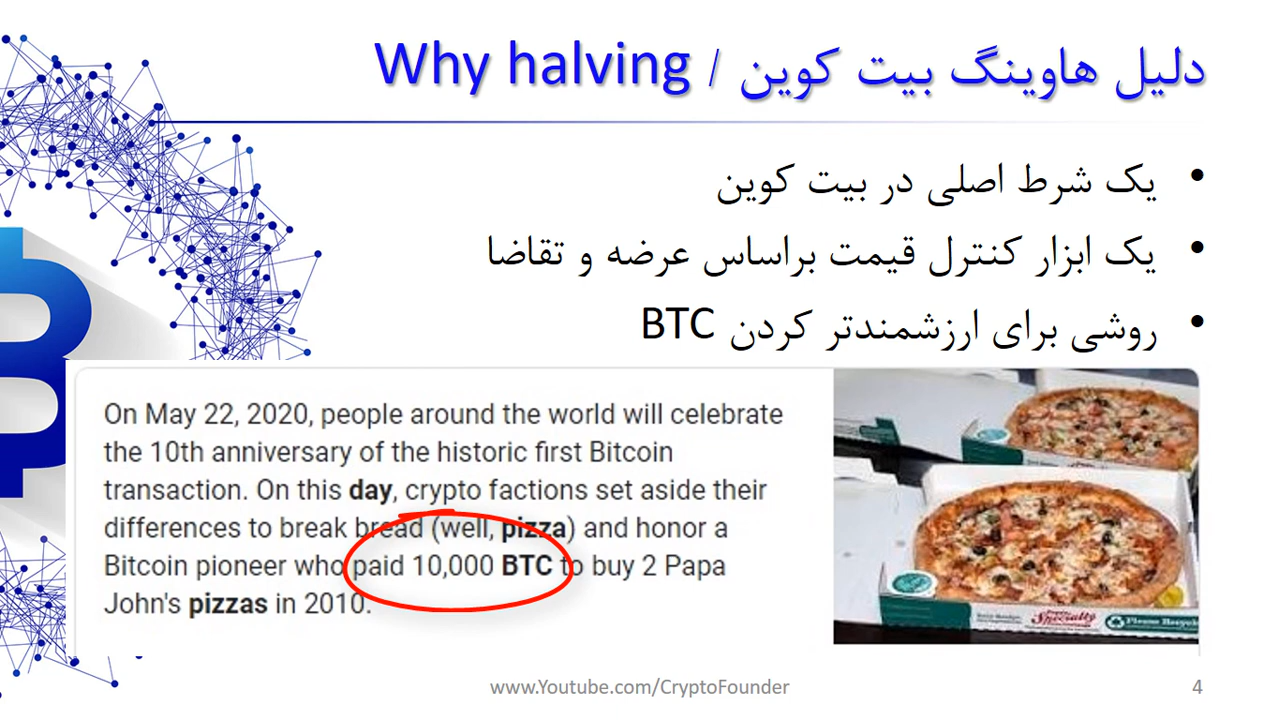 دلیل هاوینگ بیت کوین / Why halving
• یک شرط اصلی در بیت کوین
• یک ابزار کنترل قیمت براساس عرضه و تقاضا
• روشی برای ارزشمندتر کردن BTC
On May 22, 2020, people around the world will celebrate
the 10th anniversary of the historic first Bitcoin
transaction. On this day, crypto factions set aside their
differences to break bread (well, pizza) and honor a
Bitcoin pioneer who paid 10,000 BTC to buy 2 Papa
John's pizzas in 2010.
Specialty
Please Recycle
www.Youtube.com/CryptoFounder
4